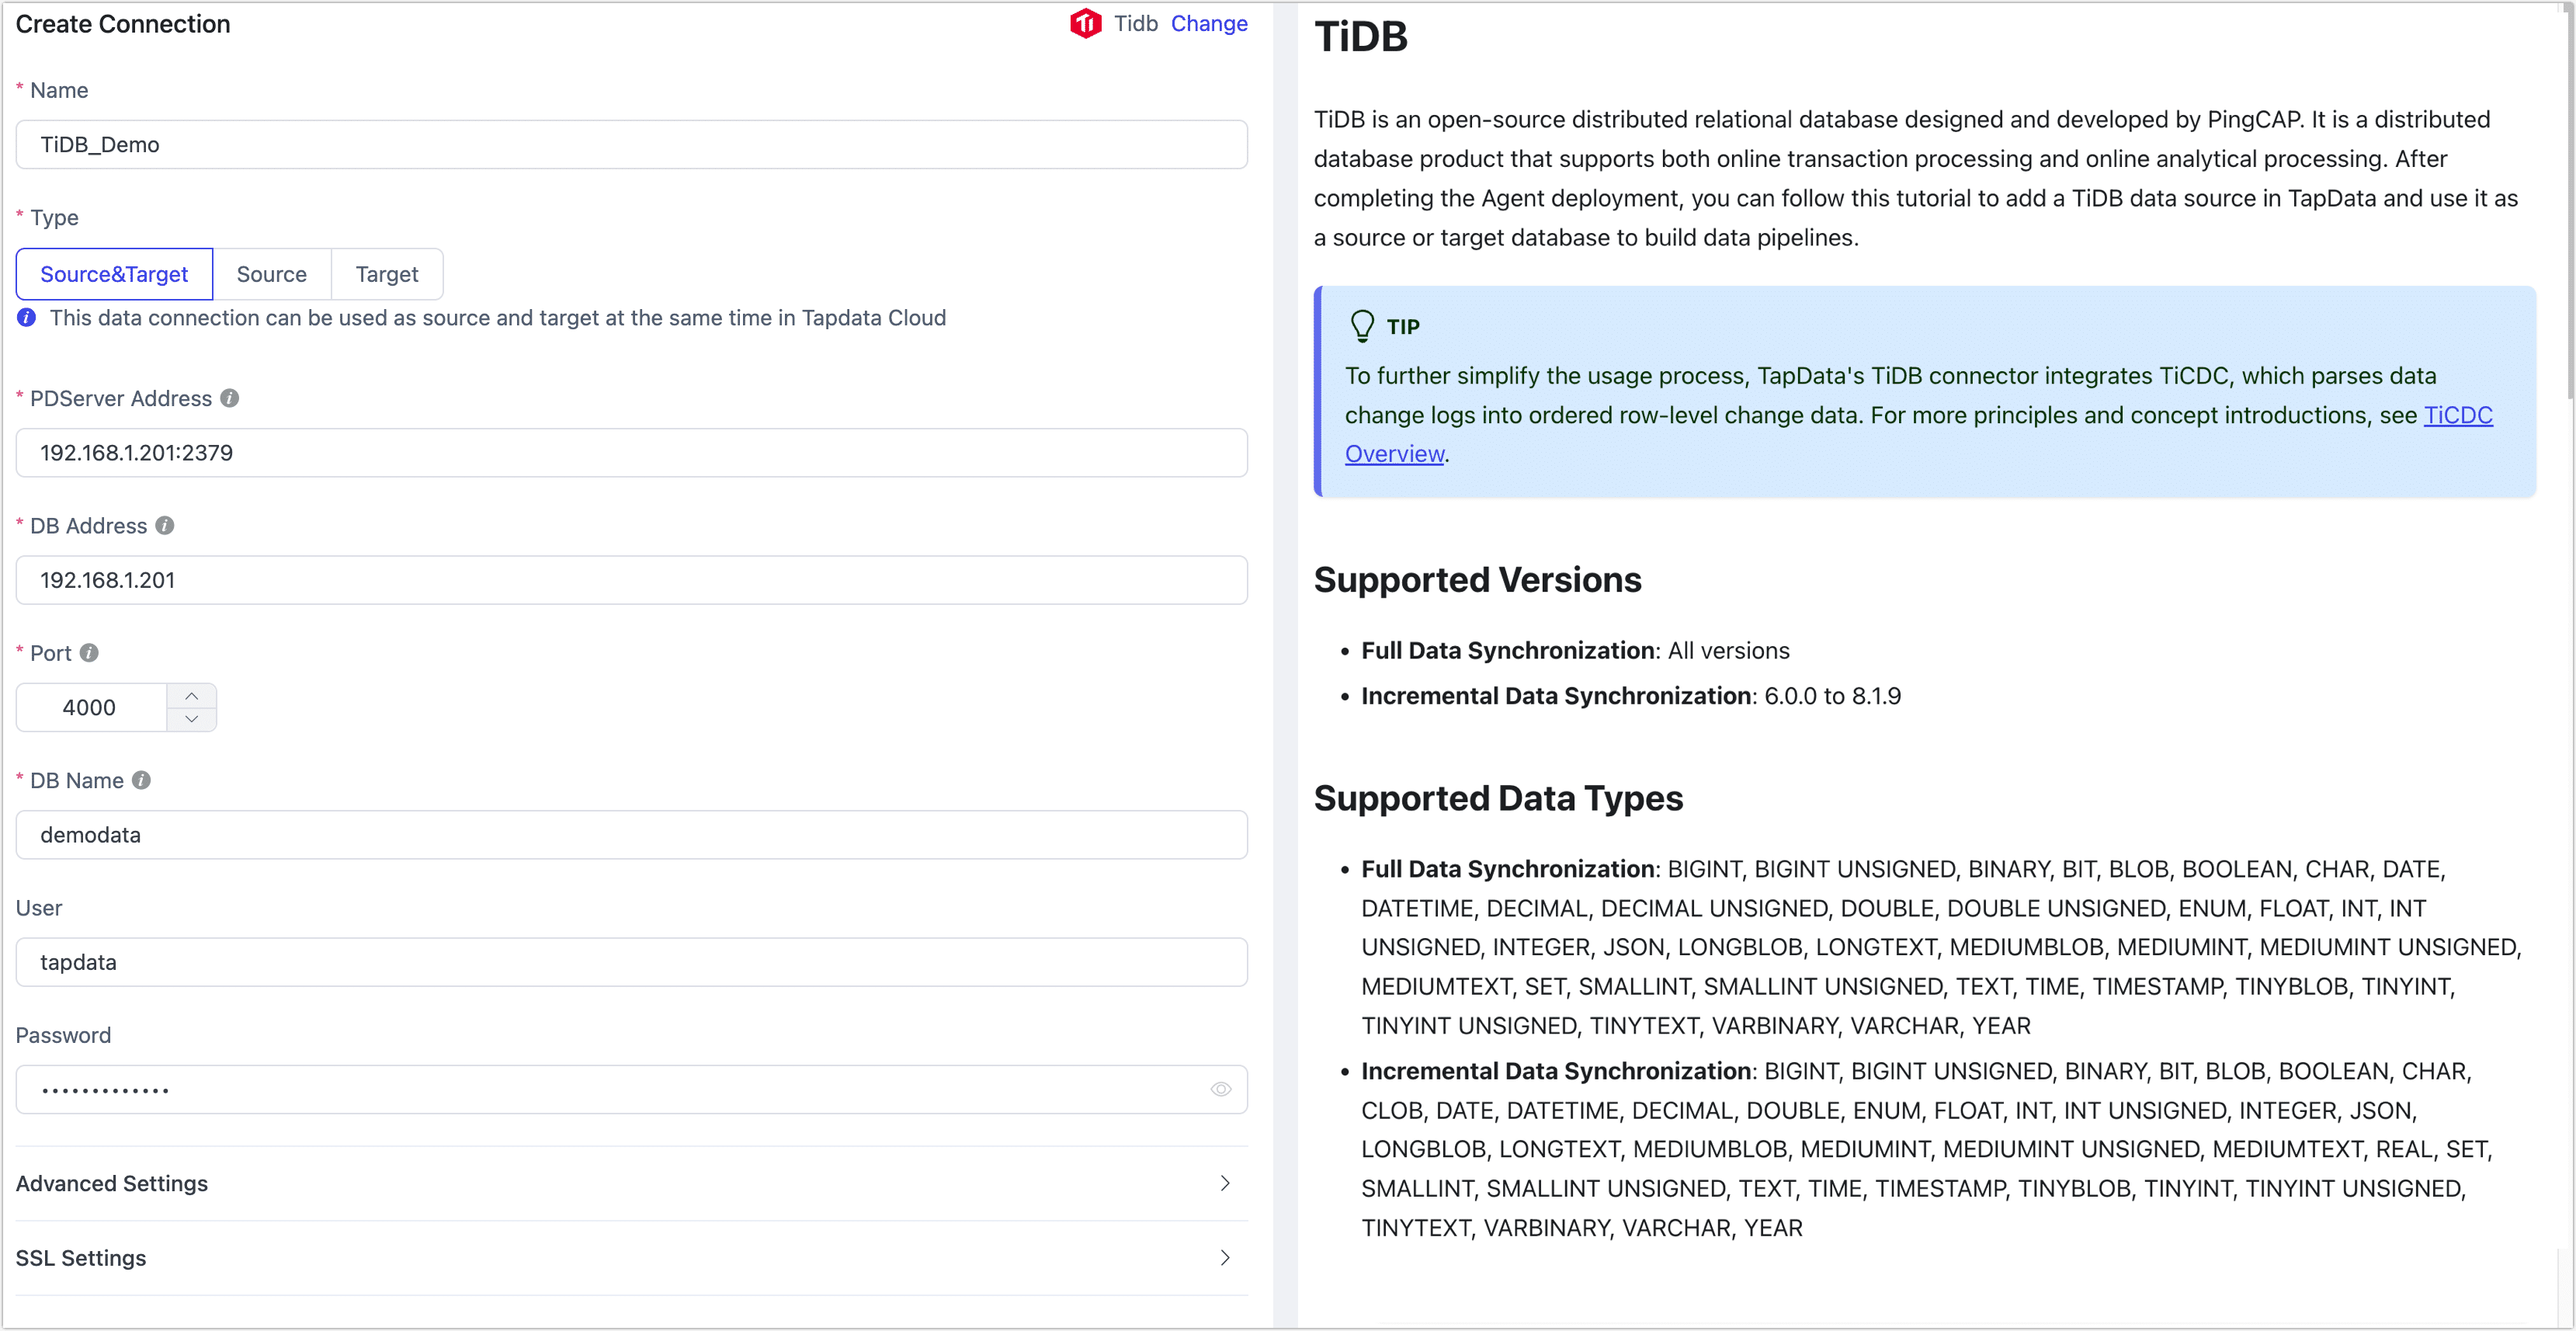 Create Connection
Tidb Change
* Name
TiDB_Demo
* Type
Source&Target
Source
Target
This data connection can be used as source and target at the same time in Tapdata Cloud
* PDServer Address
192.168.1.201:2379
* DB Address
192.168.1.201
* Port
4000
* DB Name
demodata
User
tapdata
Password
•••••••••••••
Advanced Settings
SSL Settings
TiDB
TiDB is an open-source distributed relational database designed and developed by PingCAP. It is a distributed
database product that supports both online transaction processing and online analytical processing. After
completing the Agent deployment, you can follow this tutorial to add a TiDB data source in TapData and use it as
a source or target database to build data pipelines.
TIP
To further simplify the usage process, TapData's TiDB connector integrates TiCDC, which parses data
change logs into ordered row-level change data. For more principles and concept introductions, see TiCDC
Overview.
Supported Versions
• Full Data Synchronization: All versions
• Incremental Data Synchronization: 6.0.0 to 8.1.9
Supported Data Types
• Full Data Synchronization: BIGINT, BIGINT UNSIGNED, BINARY, BIT, BLOB, BOOLEAN, CHAR, DATE,
DATETIME, DECIMAL, DECIMAL UNSIGNED, DOUBLE, DOUBLE UNSIGNED, ENUM, FLOAT, INT, INT
UNSIGNED, INTEGER, JSON, LONGBLOB, LONGTEXT, MEDIUMBLOB, MEDIUMINT, MEDIUMINT UNSIGNED,
MEDIUMTEXT, SET, SMALLINT, SMALLINT UNSIGNED, TEXT, TIME, TIMESTAMP, TINYBLOB, TINYINT,
TINYINT UNSIGNED, TINYTEXT, VARBINARY, VARCHAR, YEAR
• Incremental Data Synchronization: BIGINT, BIGINT UNSIGNED, BINARY, BIT, BLOB, BOOLEAN, CHAR,
CLOB, DATE, DATETIME, DECIMAL, DOUBLE, ENUM, FLOAT, INT, INT UNSIGNED, INTEGER, JSON,
LONGBLOB, LONGTEXT, MEDIUMBLOB, MEDIUMINT, MEDIUMINT UNSIGNED, MEDIUMTEXT, REAL, SET,
SMALLINT, SMALLINT UNSIGNED, TEXT, TIME, TIMESTAMP, TINYBLOB, TINYINT, TINYINT UNSIGNED,
TINYTEXT, VARBINARY, VARCHAR, YEAR